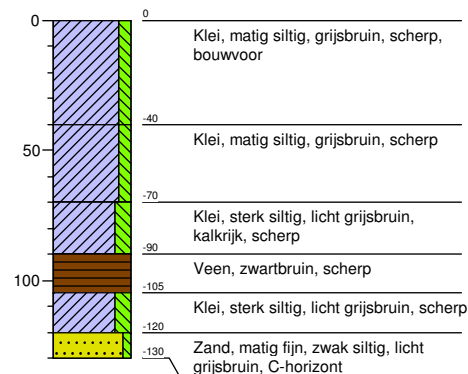 0
0
Klei, matig siltig, grijsbruin, scherp,
bouwvoor
-40
Klei, matig siltig, grijsbruin, scherp
50
-70
Klei, sterk siltig, licht grijsbruin,
kalkrijk, scherp
-90
Veen, zwartbruin, scherp
100
-105
Klei, sterk siltig, licht grijsbruin, scherp
-120
Zand, matig fijn, zwak siltig, licht
grijsbruin, C-horizont
-130